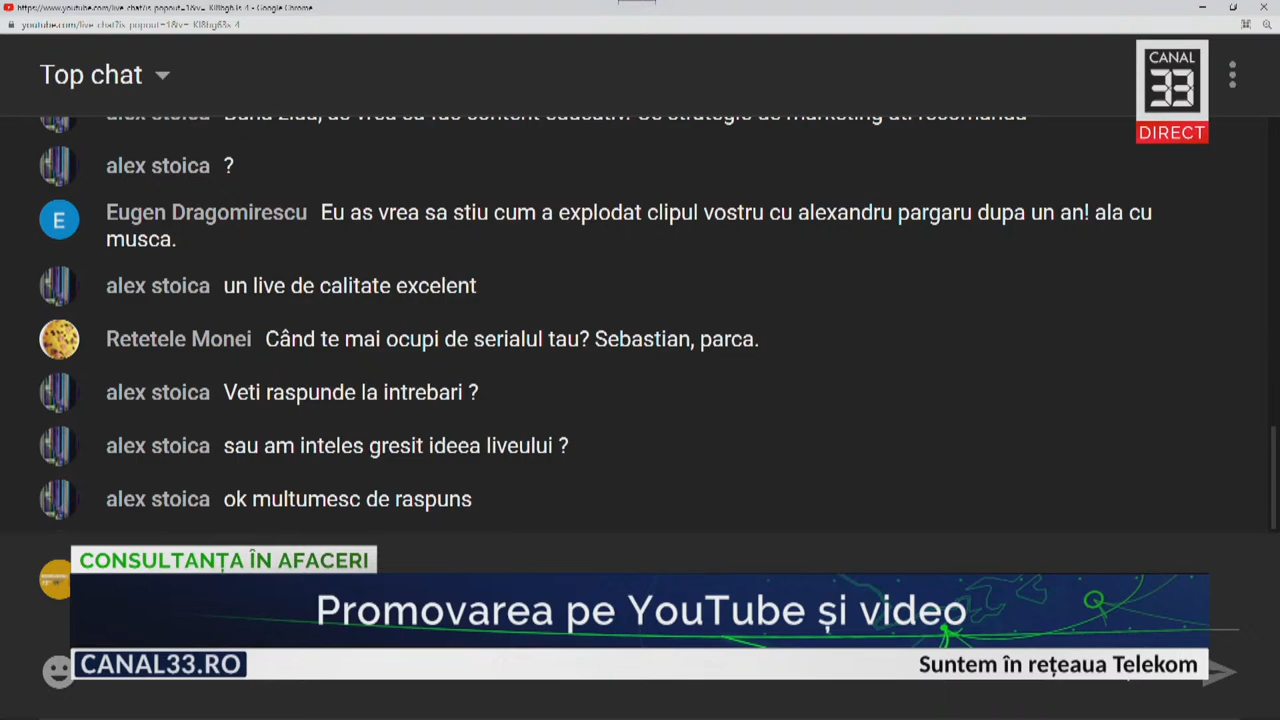 Top chat
CANAL
33
DIRECT
alex stoica ?
Eugen Dragomirescu Eu as vrea sa stiu cum a explodat clipul vostru cu alexandru pargaru dupa un an! ala cu
musca.
alex stoica un live de calitate excelent
Retetele Monei Când te mai ocupi de serialul tau? Sebastian, parca.
alex stoica Veti raspunde la intrebari ?
alex stoica sau am inteles gresit ideea liveului ?
alex stoica ok multumesc de raspuns
CONSULTANȚA ÎN AFACERI
Promovarea pe YouTube și video
CANAL33.RO
Suntem în rețeaua Telekom